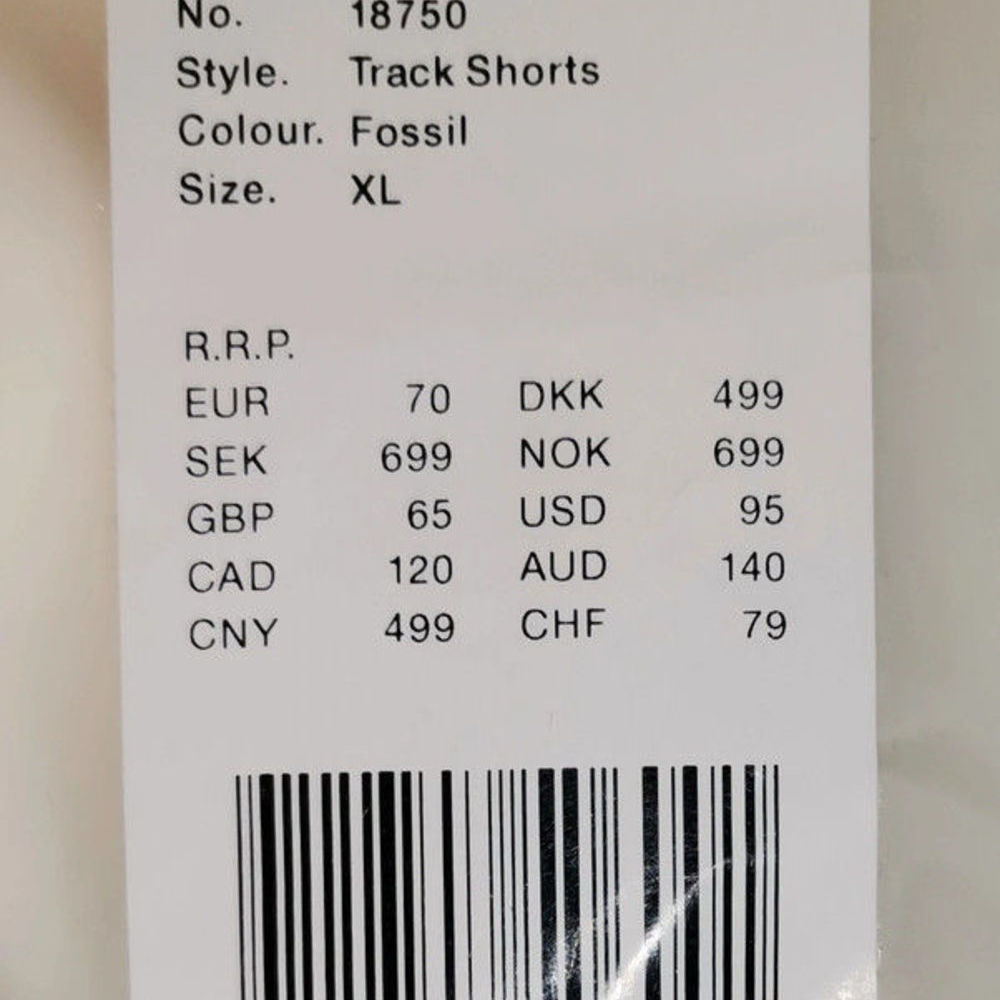 No. 18750
Style. Track Shorts
Colour. Fossil
Size. XL
R.R.P.
EUR 70 DKK 499
SEK 699 NOK 699
GBP 65 USD 95
CAD 120 AUD 140
CNY 499 CHF 79